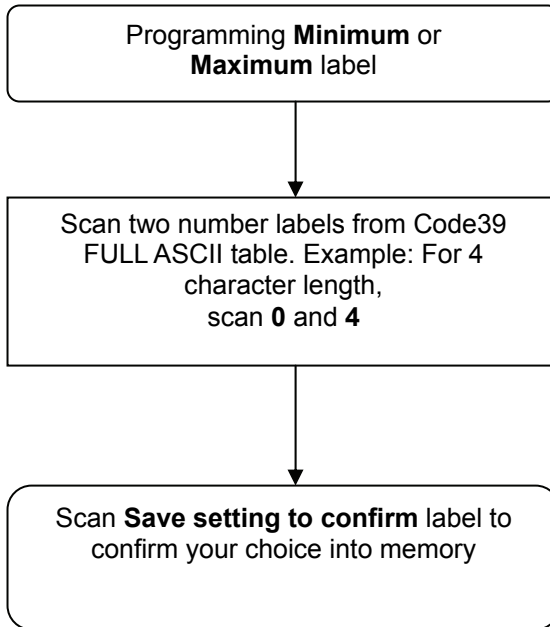 Programming Minimum or
Maximum label
Scan two number labels from Code39
FULL ASCII table. Example: For 4
character length,
scan 0 and 4
Scan Save setting to confirm label to
confirm your choice into memory